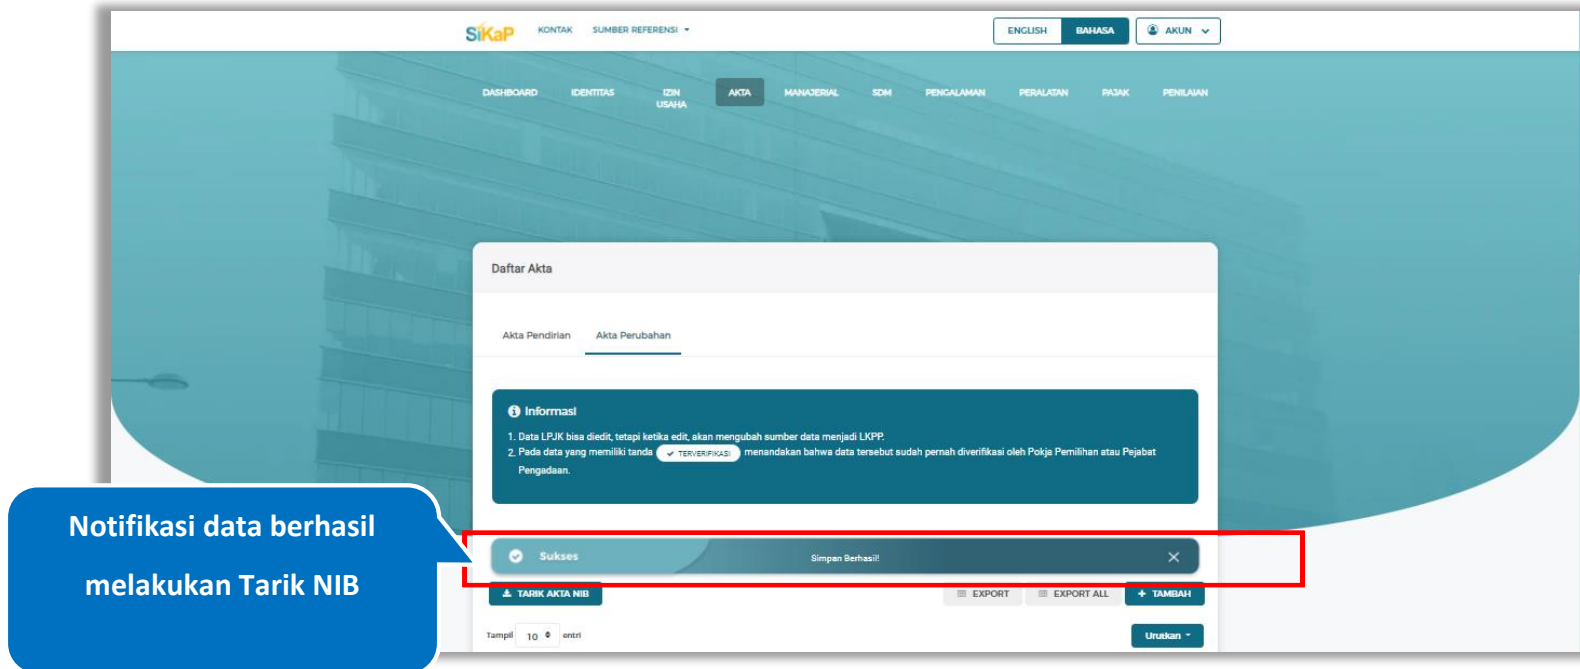 SiKaP KONTAK SUMBER REFERENSI ENGLISH BAHASA AKUN
DASHBOARD IDENTITAS IZIN USAHA AKTA MANAJERIAL SDM PENGALAMAN PERALATAN PAJAK PENILAIAN
Daftar Akta
Akta Pendirian Akta Perubahan
Informasi
1. Data LPJK bisa diedit, tetapi ketika edit, akan mengubah sumber data menjadi LKPP.
2. Pada data yang memiliki tanda TERVERIFIKASI menandakan bahwa data tersebut sudah pernah diverifikasi oleh Pokja Pemilihan atau Pejabat
Pengadaan.
Notifikasi data berhasil
melakukan Tarik NIB
Sukses Simpan Berhasil!
TARIK AKTA NIB EXPORT EXPORT ALL + TAMBAH
Tampil 10 entri Urutkan